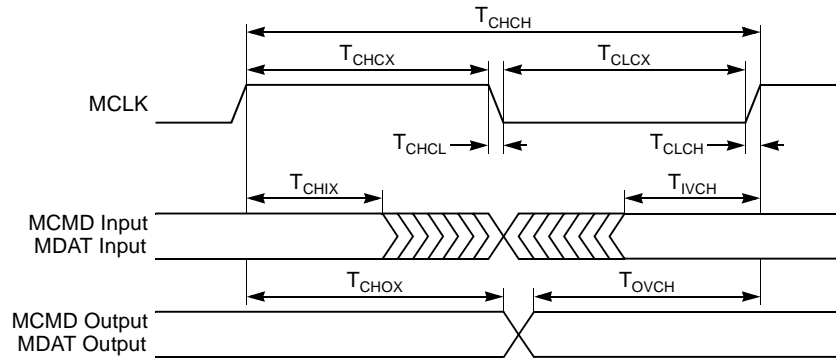 TCHCH
TCHCX
TCLCX
MCLK
TCHCL
TCLCH
TCHIX
TIVCH
MCMD Input
MDAT Input
TCHOX
TOVCH
MCMD Output
MDAT Output